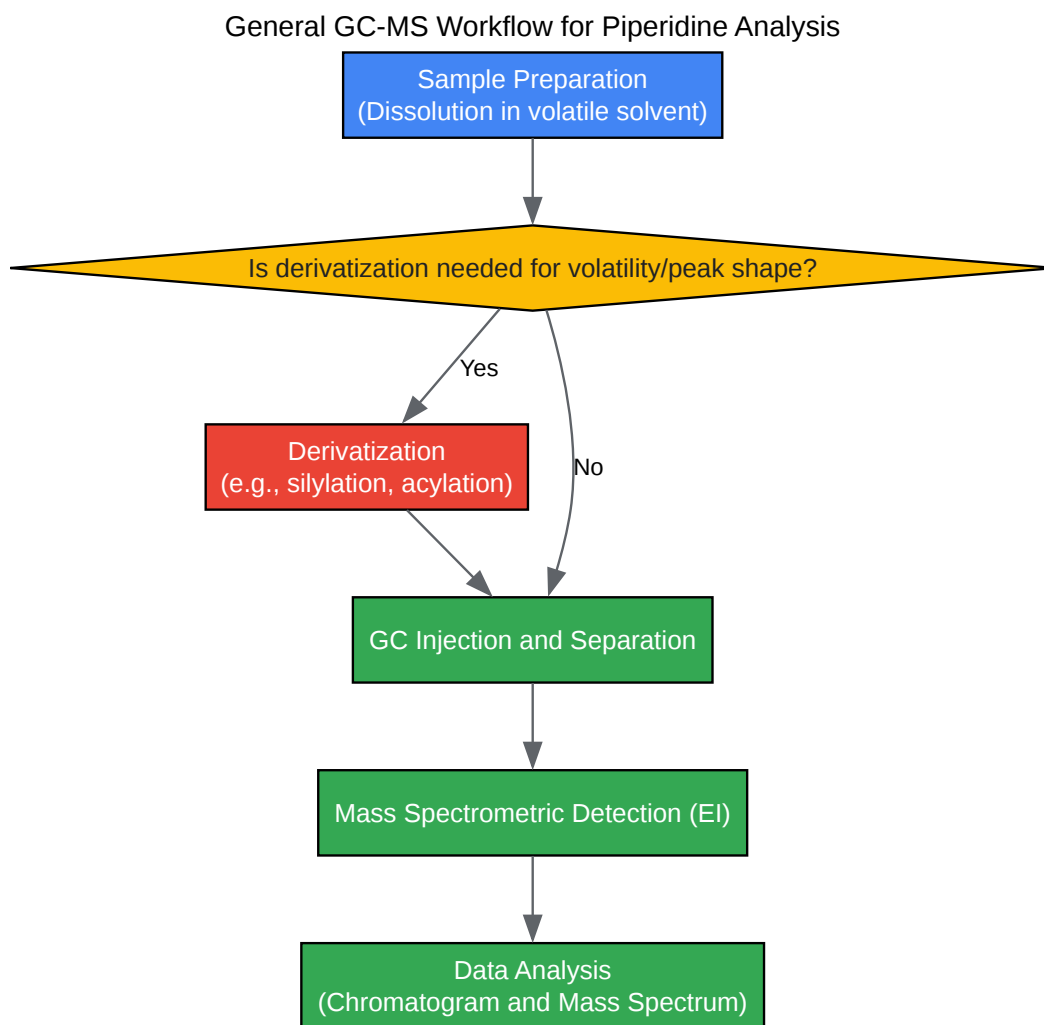 General GC-MS Workflow for Piperidine Analysis
Sample Preparation
(Dissolution in volatile solvent)
Is derivatization needed for volatility/peak shape?
Yes
Derivatization
(e.g., silylation, acylation)
No
GC Injection and Separation
Mass Spectrometric Detection (EI)
Data Analysis
(Chromatogram and Mass Spectrum)